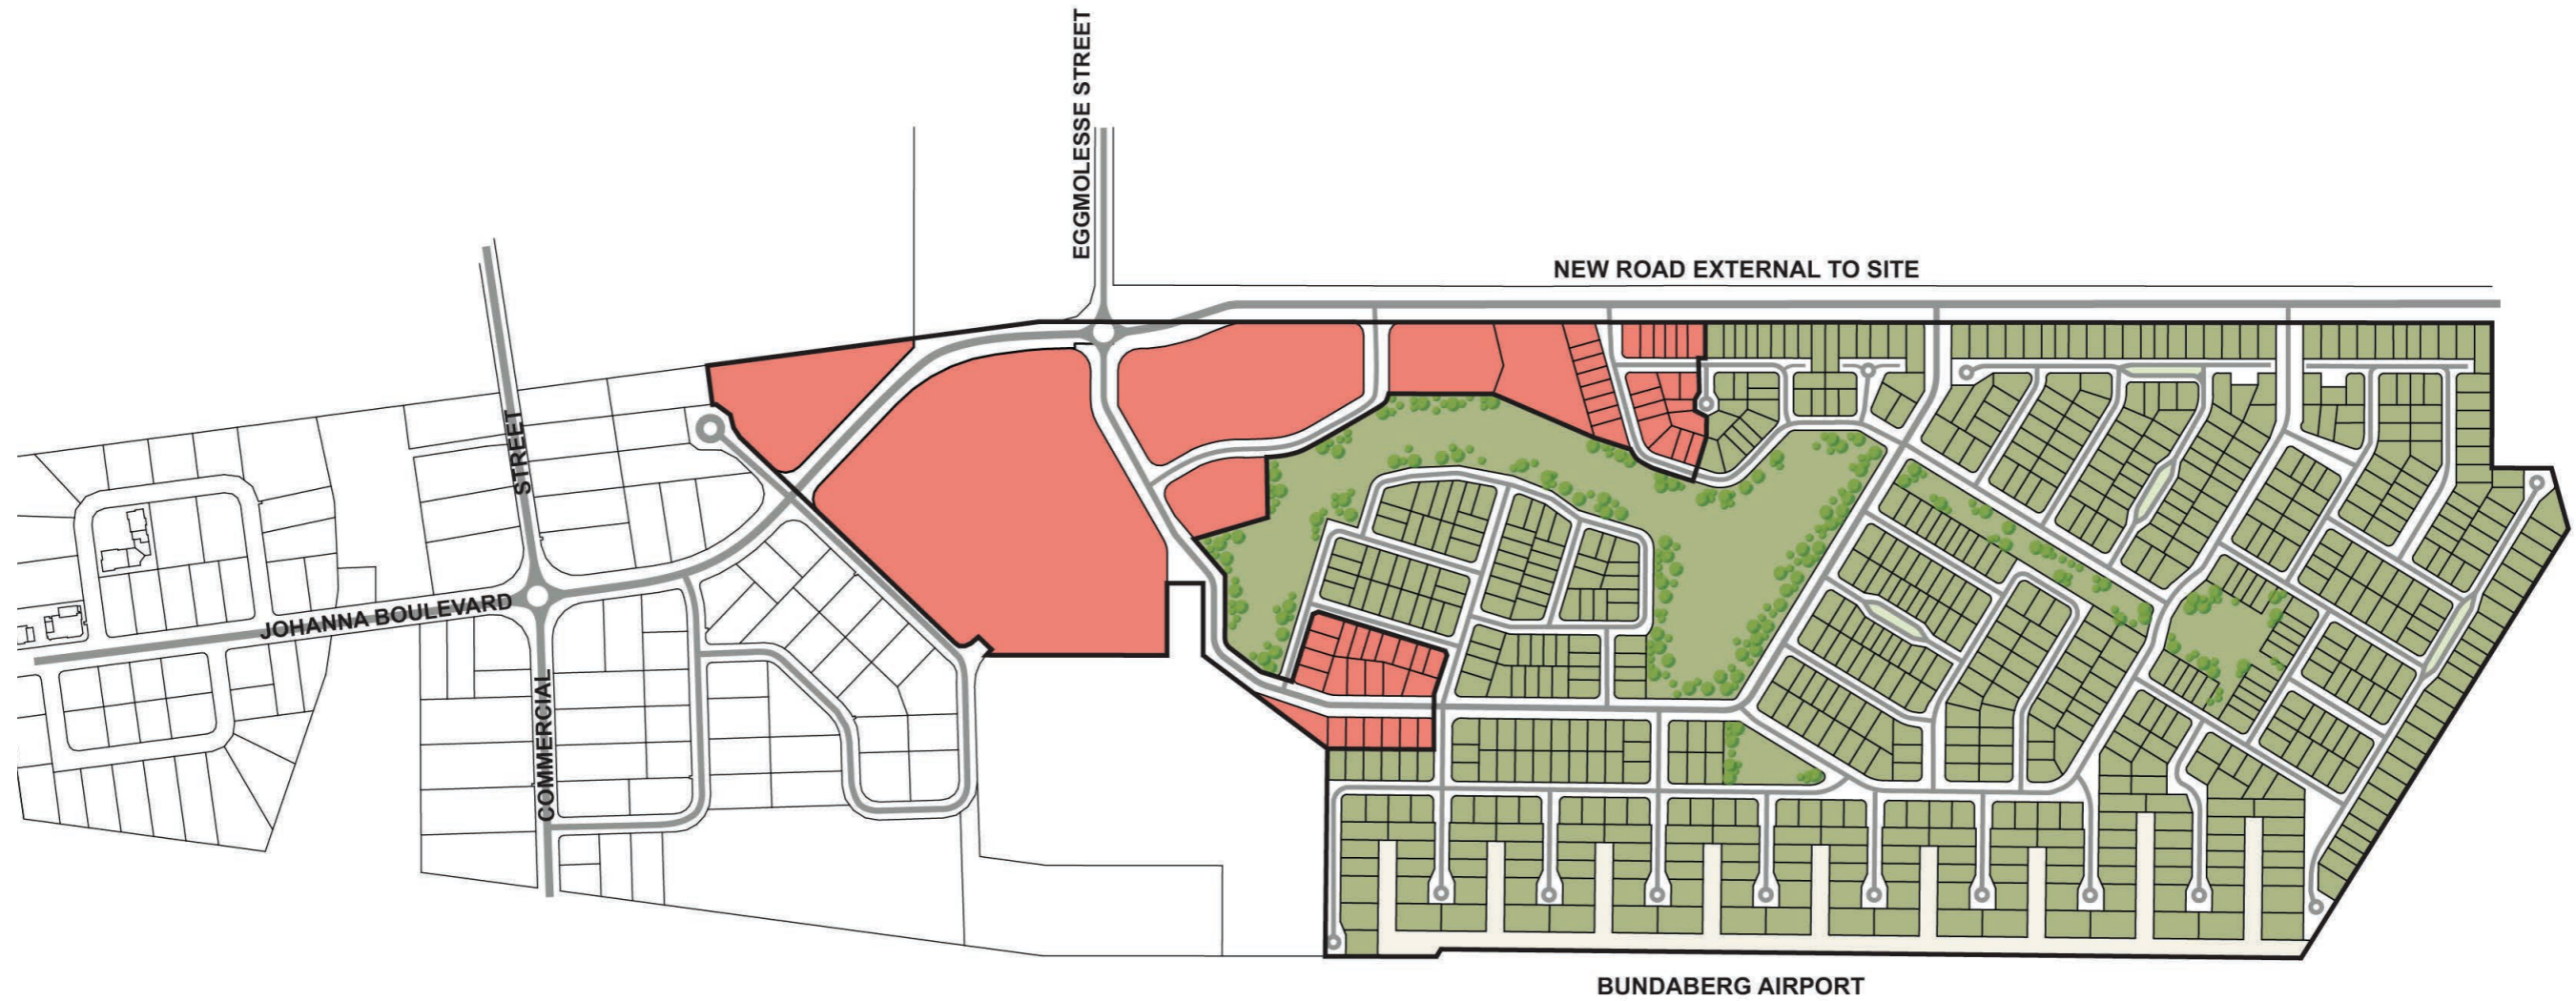 EGGMOLESSE STREET
NEW ROAD EXTERNAL TO SITE
STREET
JOHANNA BOULEVARD
COMMERCIAL
BUNDABERG AIRPORT